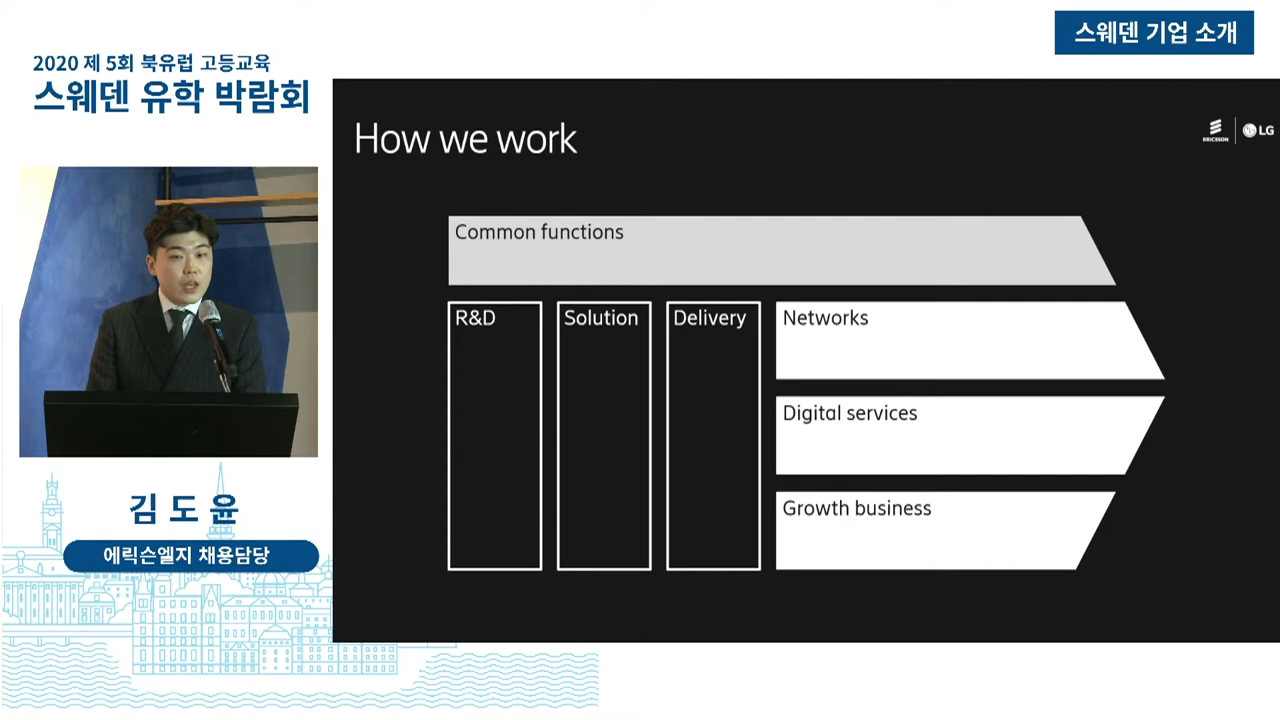 스웨덴 기업 소개
2020 제 5회 북유럽 고등교육
스웨덴 유학 박람회
How we work
ERICSSON
LG
Common functions
R&D
Solution
Delivery
Networks
Digital services
Growth business
김 도 윤
에릭슨엘지 채용담당